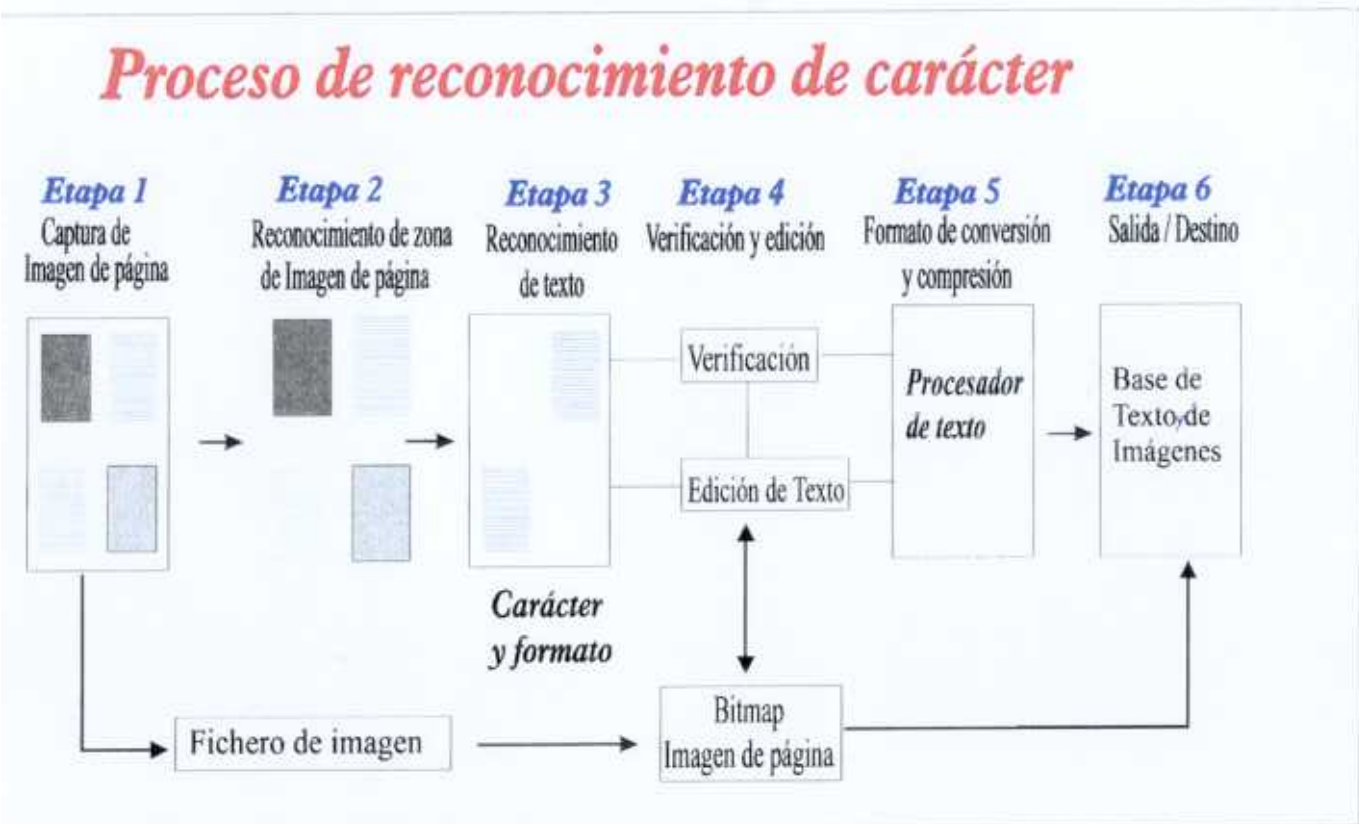 Proceso de reconocimiento de carácter
Etapa 1
Captura de
Imagen de página
Etapa 2
Reconocimiento de zona
de Imagen de página
Etapa 3
Reconocimiento
de texto
Etapa 4
Verificación y edición
Etapa 5
Formato de conversión
y compresión
Etapa 6
Salida / Destino
Carácter
y formato
Verificación
Edición de Texto
Procesador
de texto
Base de
Texto y de
Imágenes
Fichero de imagen
Bitmap
Imagen de página